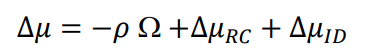 Δμ = −ρ Ω +Δμ_RC + Δμ_ID